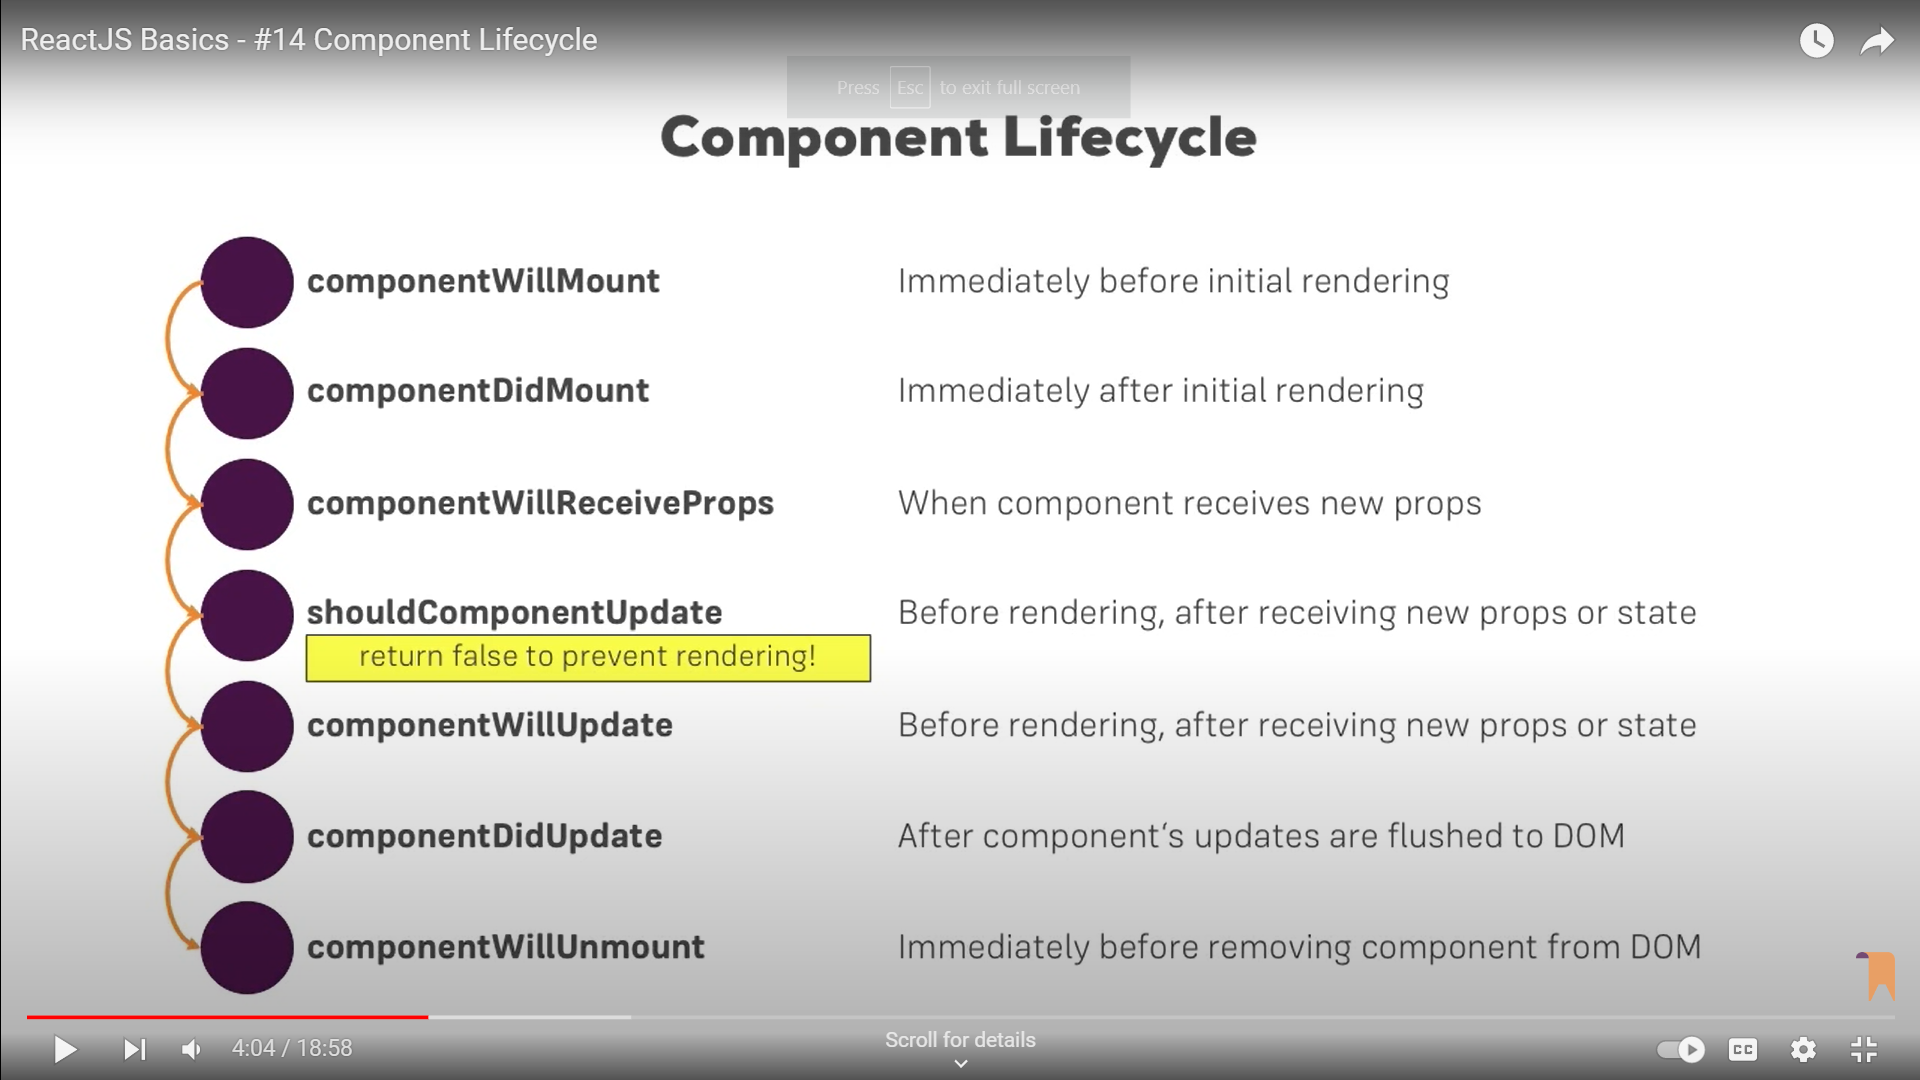 ReactJS Basics - #14 Component Lifecycle
Press Esc to exit full screen
Component Lifecycle
componentWillMount Immediately before initial rendering
componentDidMount Immediately after initial rendering
componentWillReceiveProps When component receives new props
shouldComponentUpdate Before rendering, after receiving new props or state
return false to prevent rendering!
componentWillUpdate Before rendering, after receiving new props or state
componentDidUpdate After component‘s updates are flushed to DOM
componentWillUnmount Immediately before removing component from DOM
4:04 / 18:58 Scroll for details CC